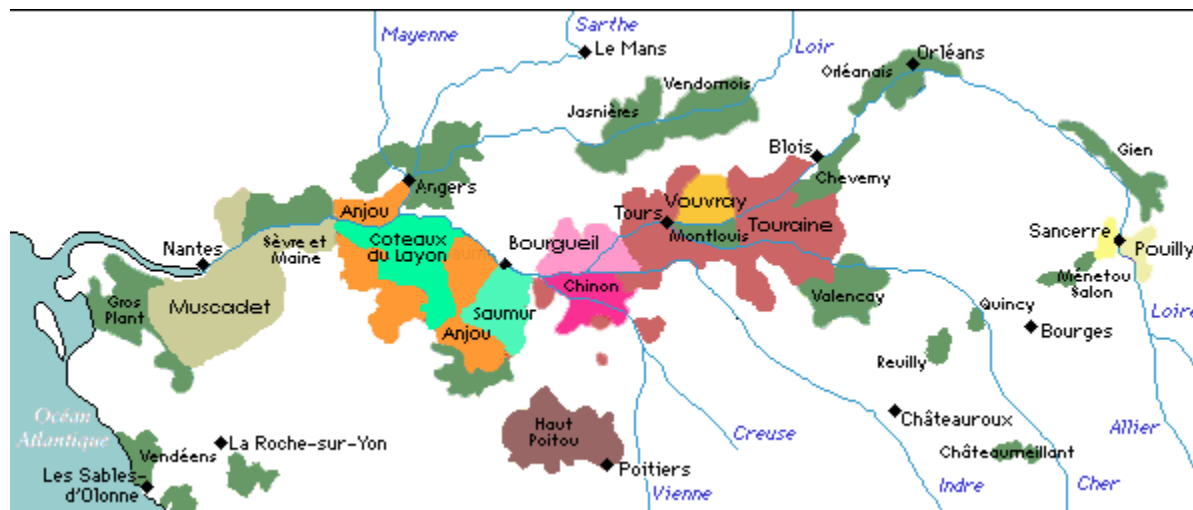 Mayenne
Sarthe
Le Mans
Loir
Orléans
Orléanais
Vendomois
Jasnières
Gien
Blois
Cheverny
Angers
Anjou
Vouvray
Tours
Touraine
Montlouis
Sancerre
Pouilly
Nantes
Sèvre et
Maine
Coteaux
du Layon
Bourgueil
Ménetou
Salon
Chinon
Valencay
Quincy
Gros
Plant
Muscadet
Saumur
Loire
Bourges
Anjou
Reuilly
Océan
Atlantique
Haut
Poitou
Châteauroux
Creuse
Allier
La Roche-sur-Yon
Vendéens
Châteaumeillant
Poitiers
Les Sables-
d'Olonne
Vienne
Indre
Cher